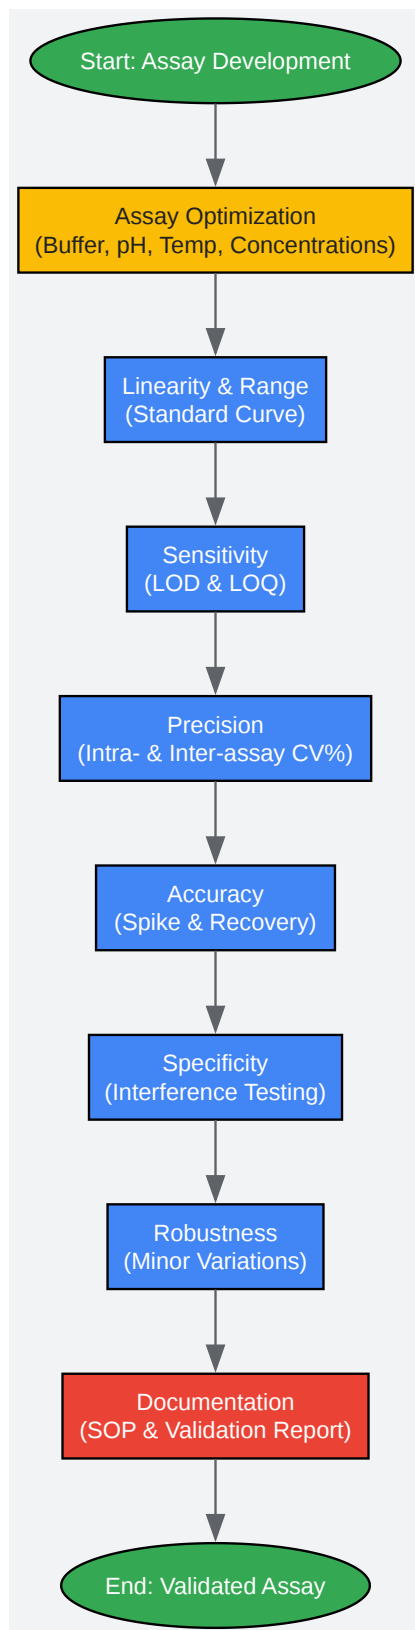 Start: Assay Development
Assay Optimization
(Buffer, pH, Temp, Concentrations)
Linearity & Range
(Standard Curve)
Sensitivity
(LOD & LOQ)
Precision
(Intra- & Inter-assay CV%)
Accuracy
(Spike & Recovery)
Specificity
(Interference Testing)
Robustness
(Minor Variations)
Documentation
(SOP & Validation Report)
End: Validated Assay